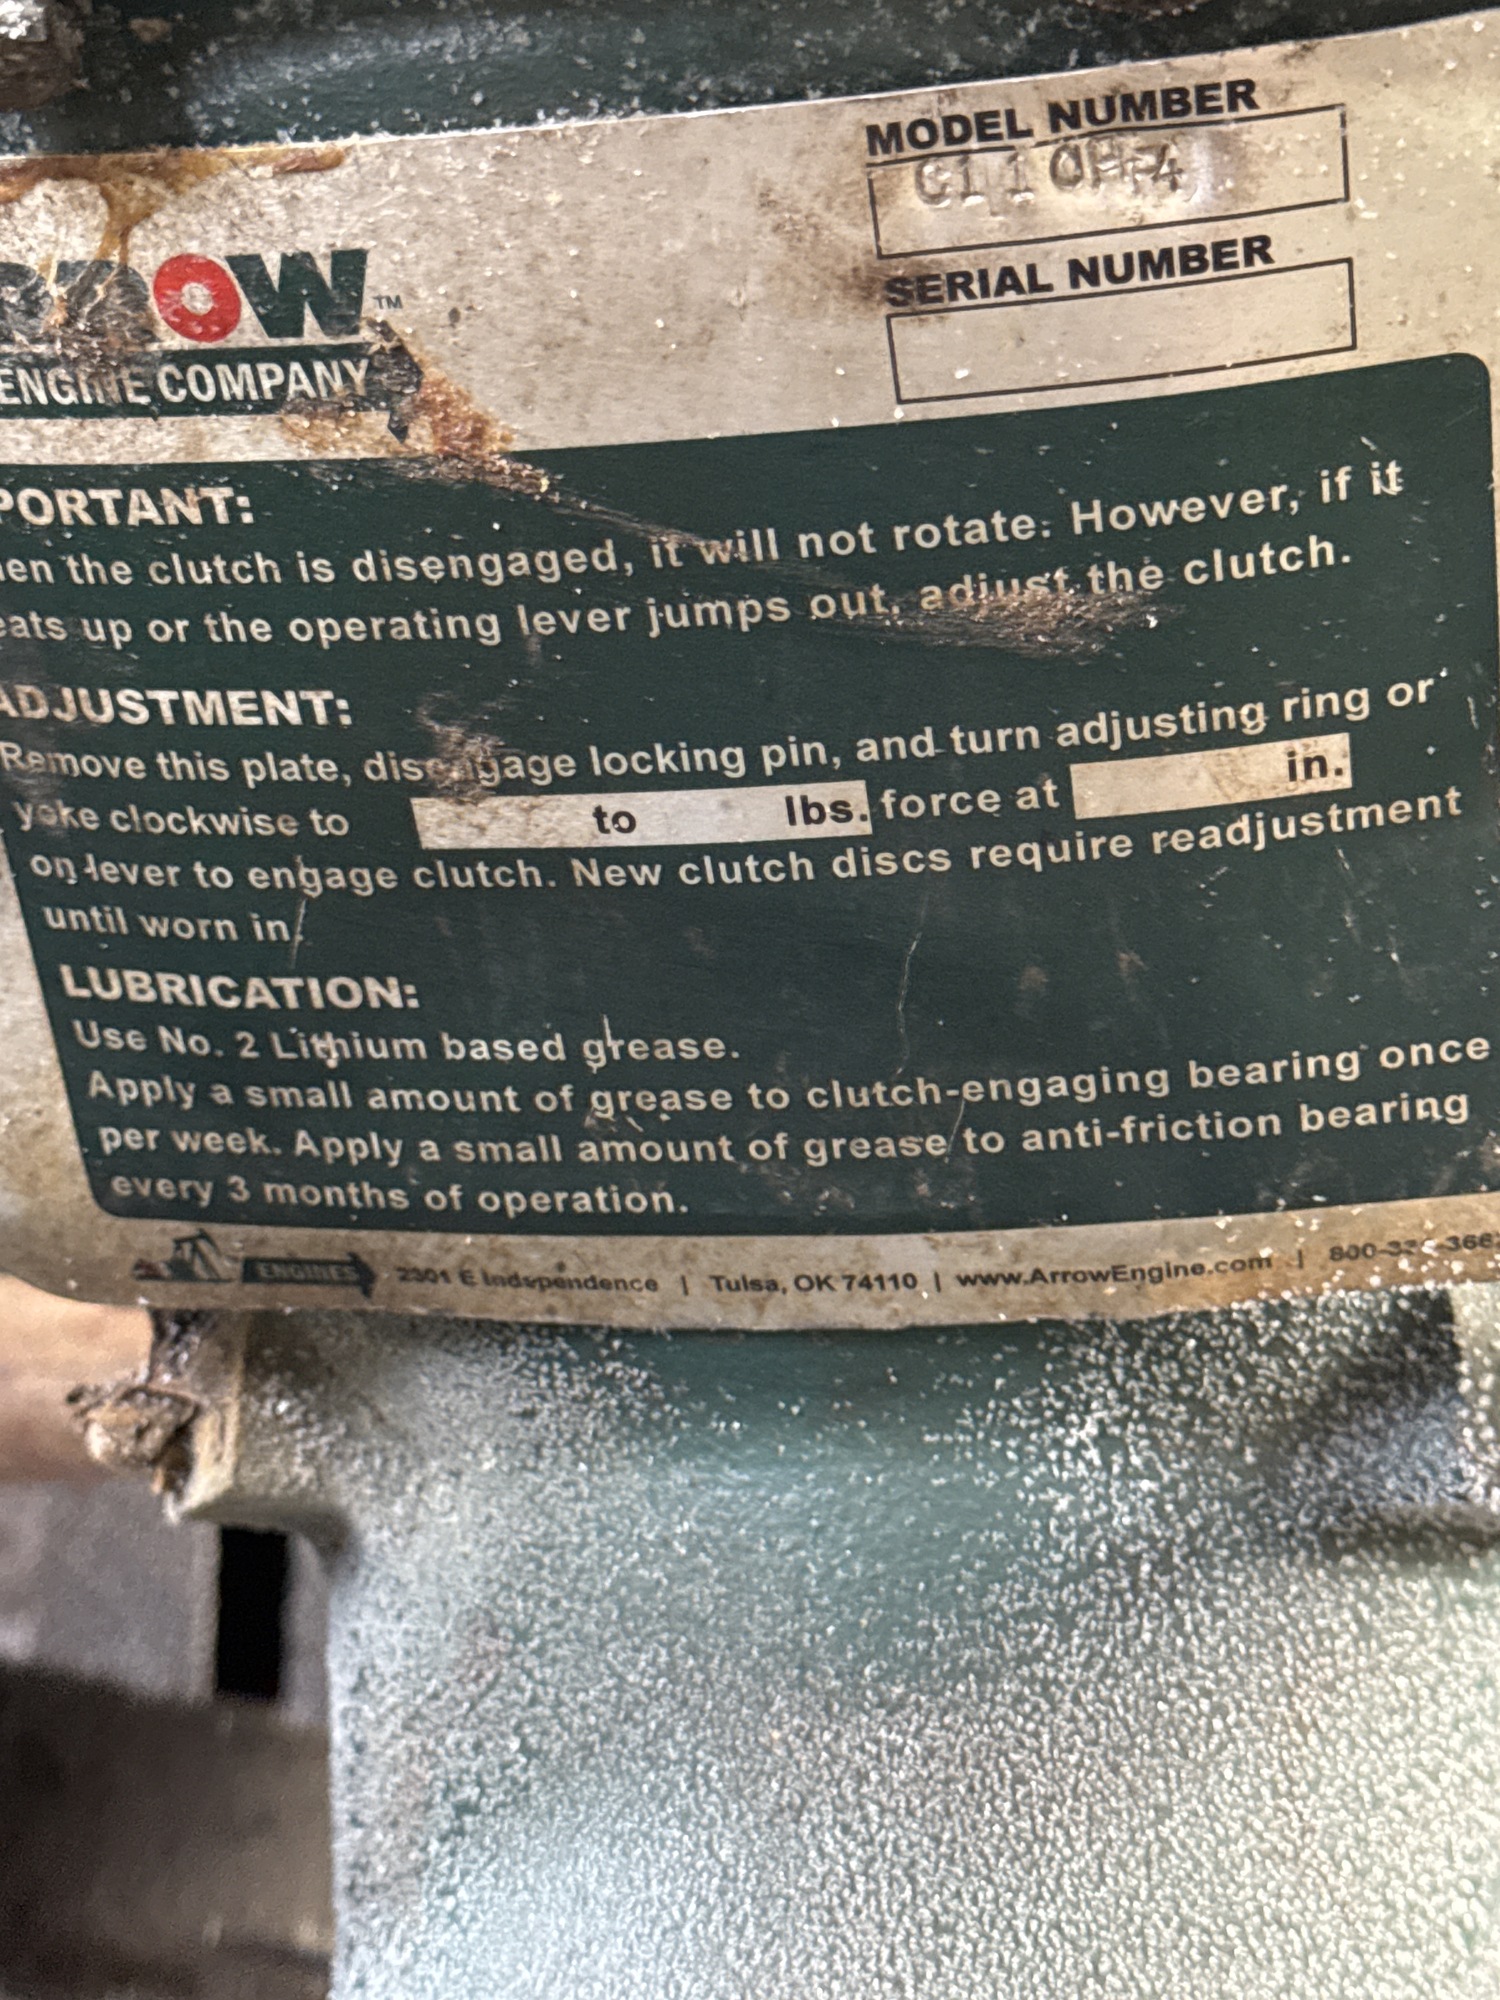 MODEL NUMBER
SERIAL NUMBER
ROW™
ENGINE COMPANY
PORTANT:
en the clutch is disengaged, it will not rotate. However, if it
eats up or the operating lever jumps out, adjust the clutch.
ADJUSTMENT:
Remove this plate, disengage locking pin, and turn adjusting ring or
yoke clockwise to to lbs. force at in.
on lever to engage clutch. New clutch discs require readjustment
until worn in.
LUBRICATION:
Use No. 2 Lithium based grease.
Apply a small amount of grease to clutch-engaging bearing once
per week. Apply a small amount of grease to anti-friction bearing
every 3 months of operation.
ENGINES 2301 E Independence | Tulsa, OK 74110 | www.ArrowEngine.com |